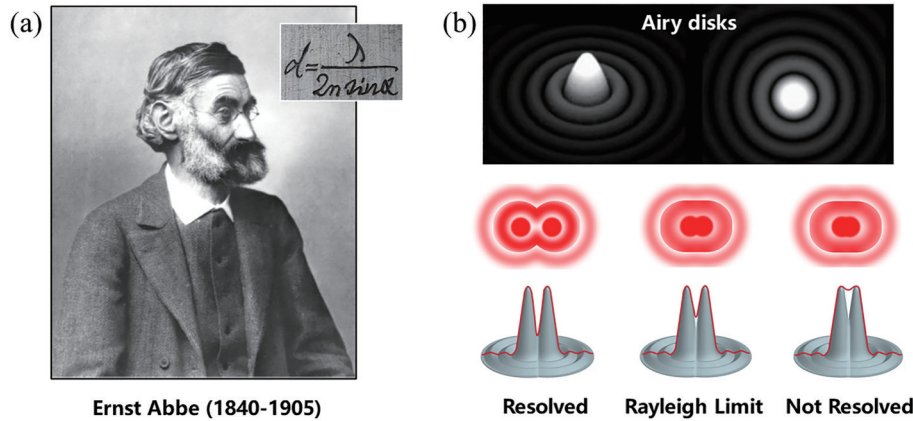 (a)
d=λ/2n sinα
Ernst Abbe (1840-1905)
(b)
Airy disks
Resolved
Rayleigh Limit
Not Resolved